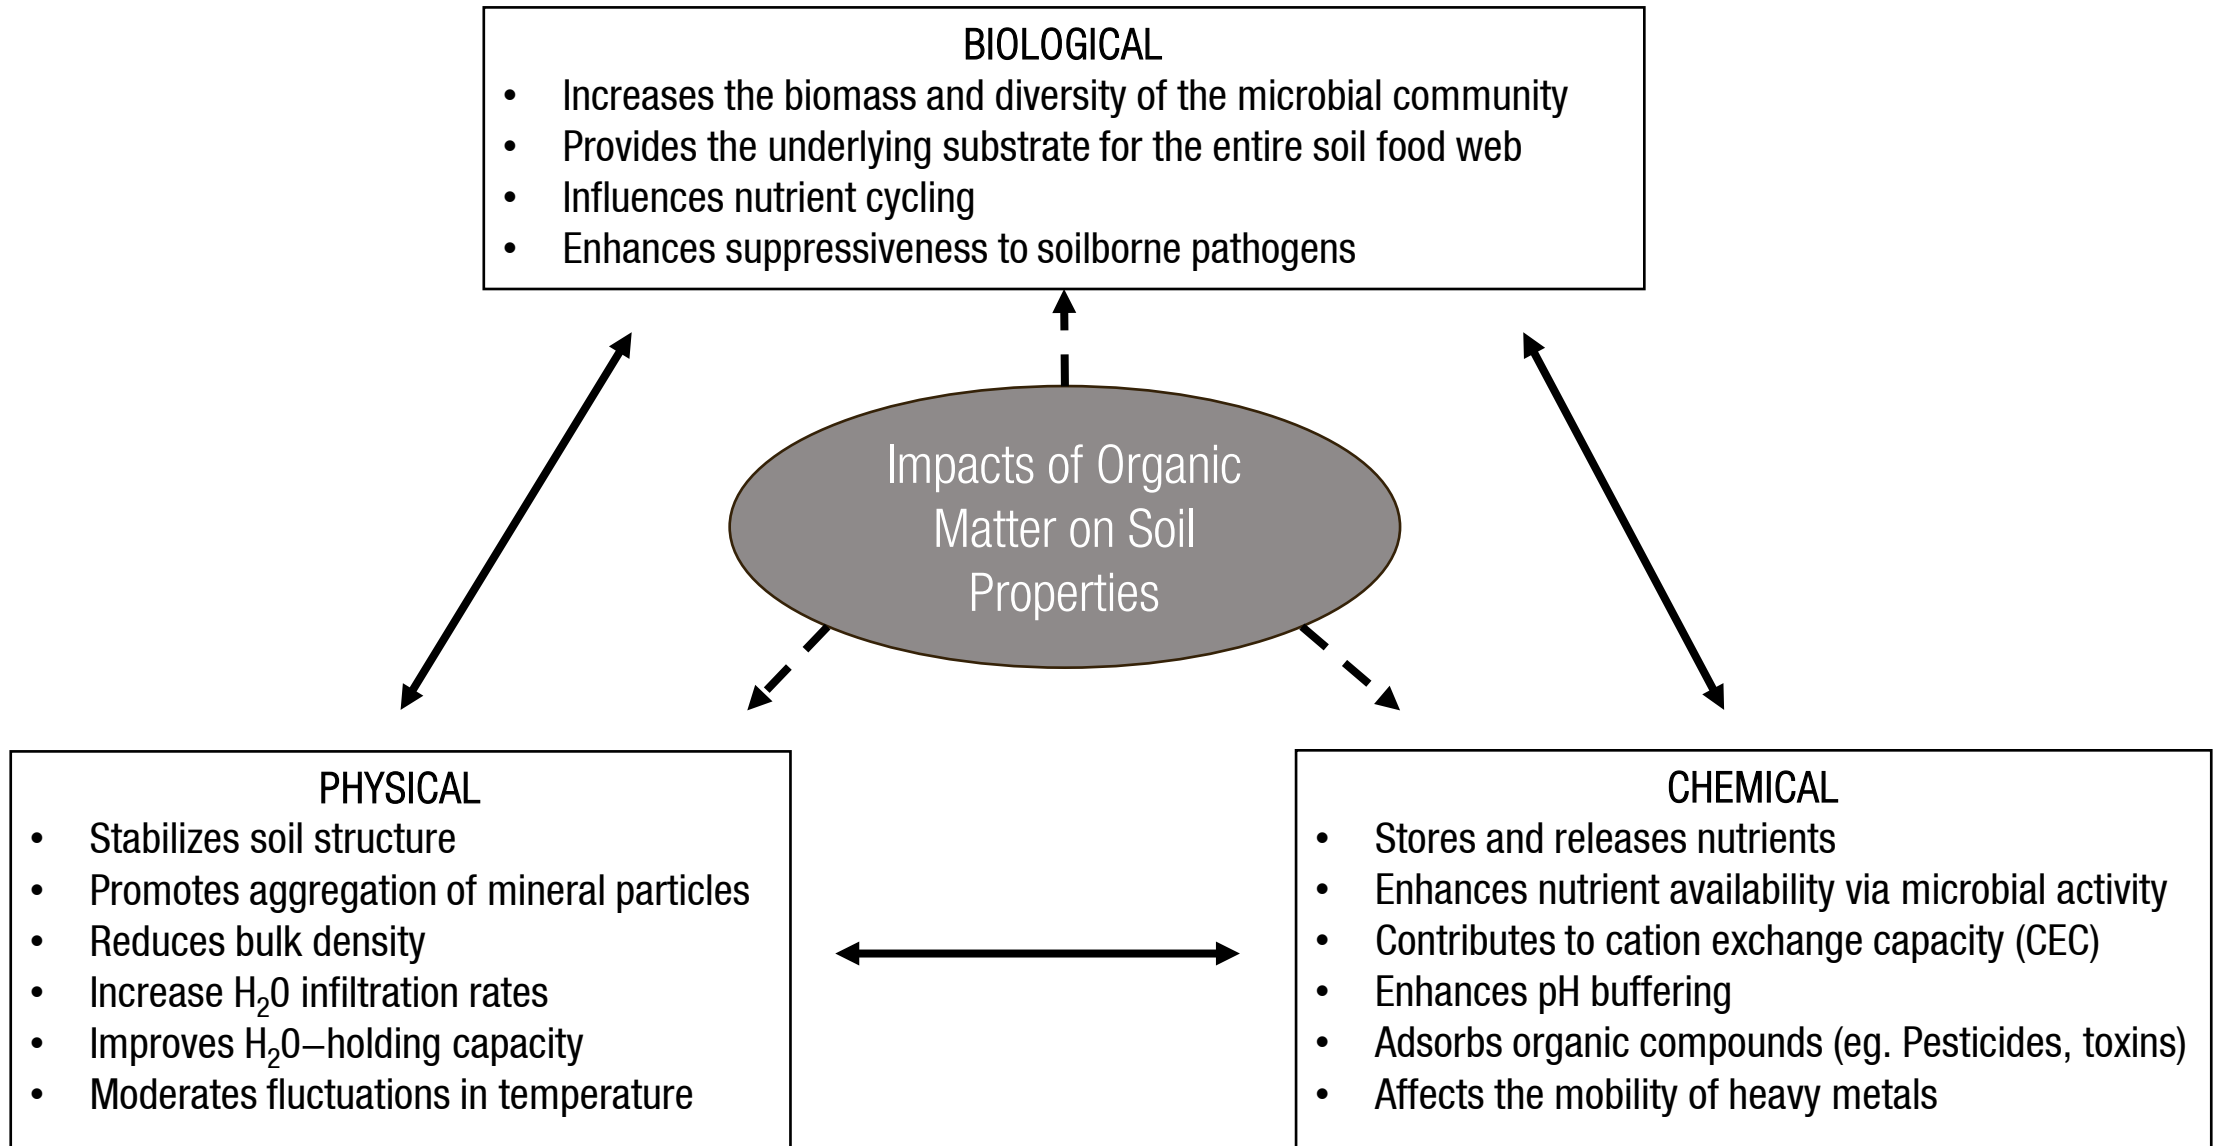 BIOLOGICAL
• Increases the biomass and diversity of the microbial community
• Provides the underlying substrate for the entire soil food web
• Influences nutrient cycling
• Enhances suppressiveness to soilborne pathogens
Impacts of Organic
Matter on Soil
Properties
PHYSICAL
• Stabilizes soil structure
• Promotes aggregation of mineral particles
• Reduces bulk density
• Increase H₂0 infiltration rates
• Improves H₂0–holding capacity
• Moderates fluctuations in temperature
CHEMICAL
• Stores and releases nutrients
• Enhances nutrient availability via microbial activity
• Contributes to cation exchange capacity (CEC)
• Enhances pH buffering
• Adsorbs organic compounds (eg. Pesticides, toxins)
• Affects the mobility of heavy metals